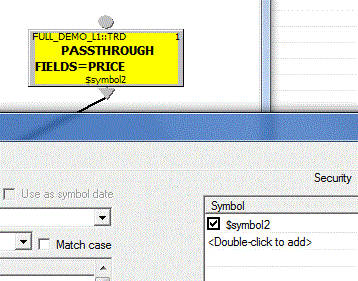 FULL_DEMO_L1::TRD 1
PASSTHROUGH
FIELDS=PRICE
$symbol2
Security
Use as symbol date
Symbol
$symbol2
Match case
<Double-click to add>